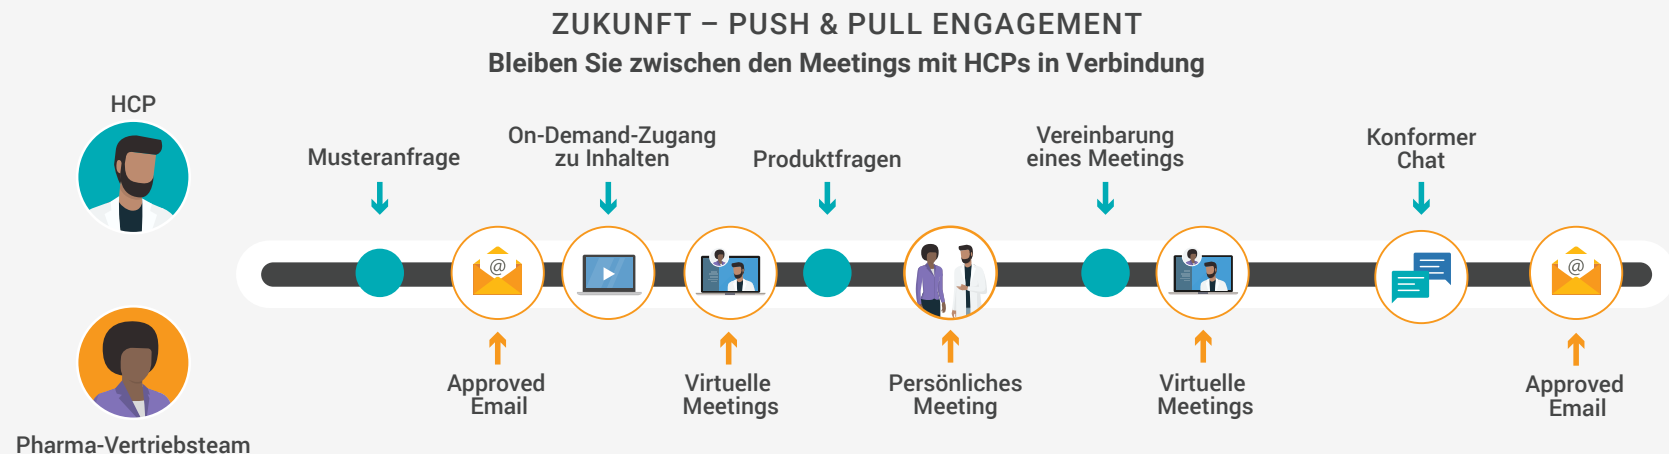 ZUKUNFT – PUSH & PULL ENGAGEMENT
Bleiben Sie zwischen den Meetings mit HCPs in Verbindung
HCP
Musteranfrage
On-Demand-Zugang
zu Inhalten
Produktfragen
Vereinbarung
eines Meetings
Konformer
Chat
@
@
Approved
Email
Virtuelle
Meetings
Persönliches
Meeting
Virtuelle
Meetings
Approved
Email
Pharma-Vertriebsteam